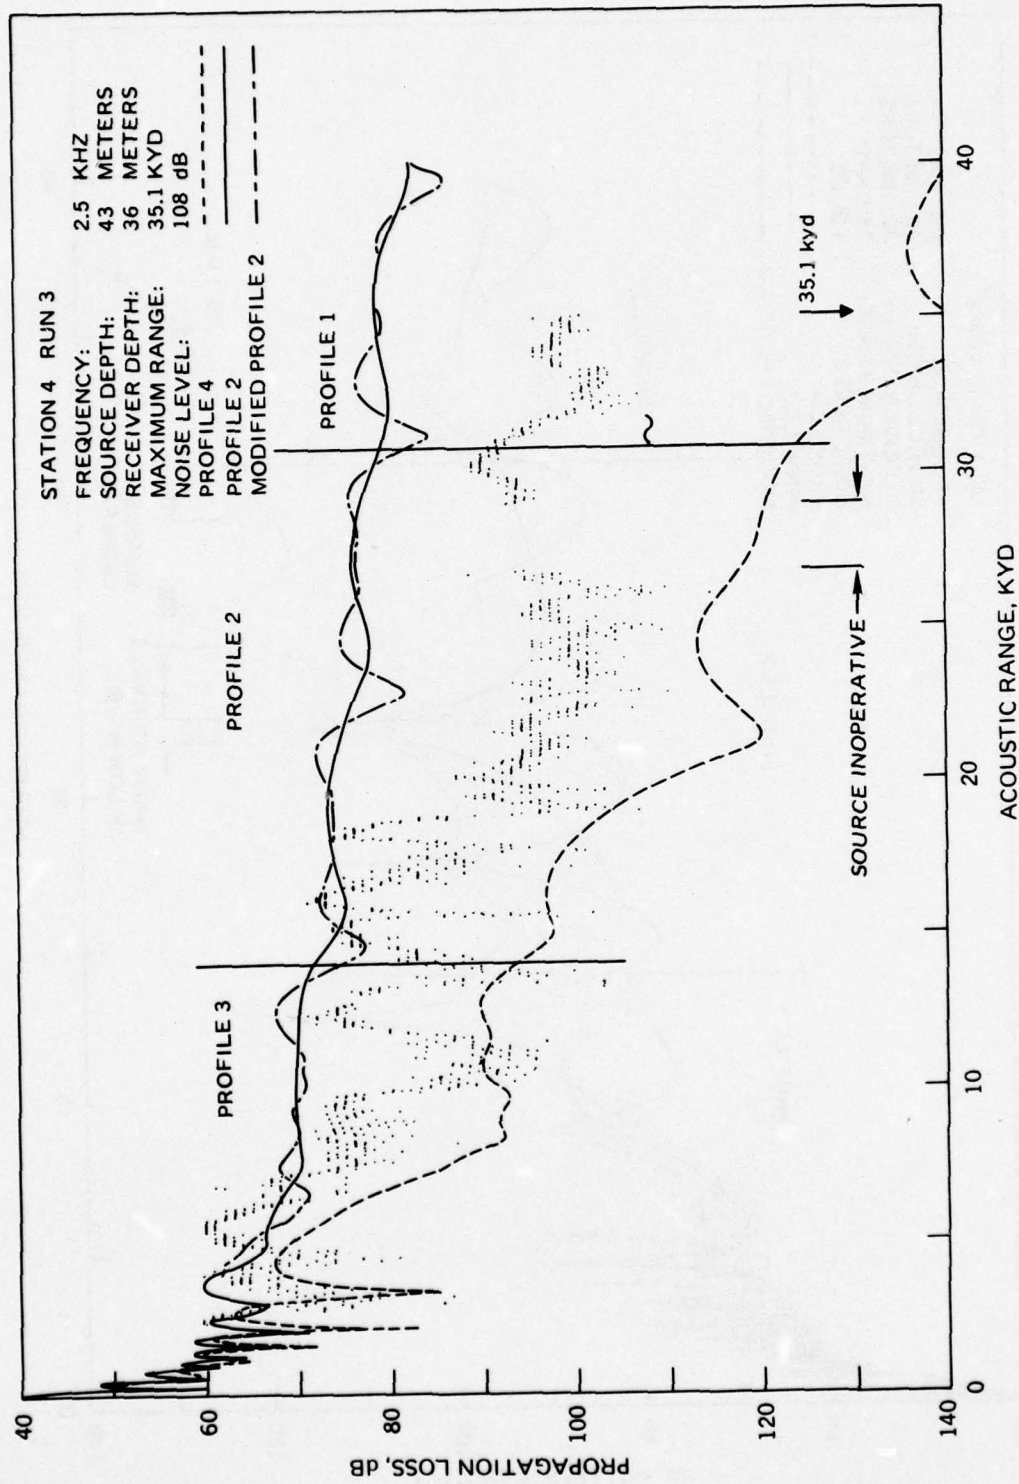 STATION 4 RUN 3
FREQUENCY: 2.5 KHZ
SOURCE DEPTH: 43 METERS
RECEIVER DEPTH: 36 METERS
MAXIMUM RANGE: 35.1 KYD
NOISE LEVEL: 108 dB
PROFILE 4
PROFILE 2
MODIFIED PROFILE 2
PROFILE 3
PROFILE 2
PROFILE 1
35.1 kyd
SOURCE INOPERATIVE
40
60
80
100
120
140
PROPAGATION LOSS, dB
0
10
20
30
40
ACOUSTIC RANGE, KYD